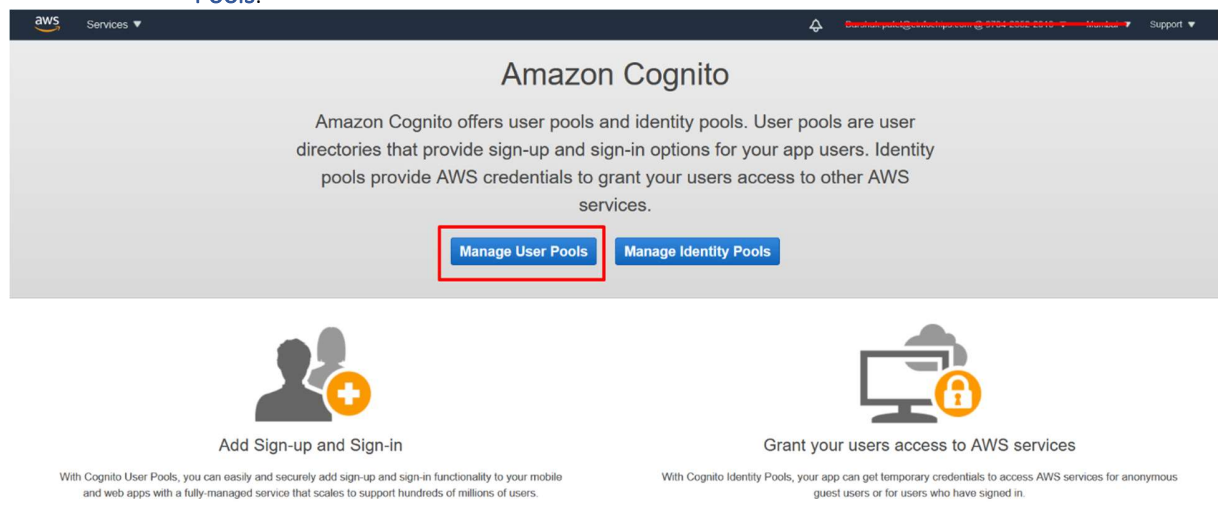 Pools.
aws Services ▼ Support ▼
Amazon Cognito
Amazon Cognito offers user pools and identity pools. User pools are user
directories that provide sign-up and sign-in options for your app users. Identity
pools provide AWS credentials to grant your users access to other AWS
services.
Manage User Pools Manage Identity Pools
Add Sign-up and Sign-in
With Cognito User Pools, you can easily and securely add sign-up and sign-in functionality to your mobile
and web apps with a fully-managed service that scales to support hundreds of millions of users.
Grant your users access to AWS services
With Cognito Identity Pools, your app can get temporary credentials to access AWS services for anonymous
guest users or for users who have signed in.